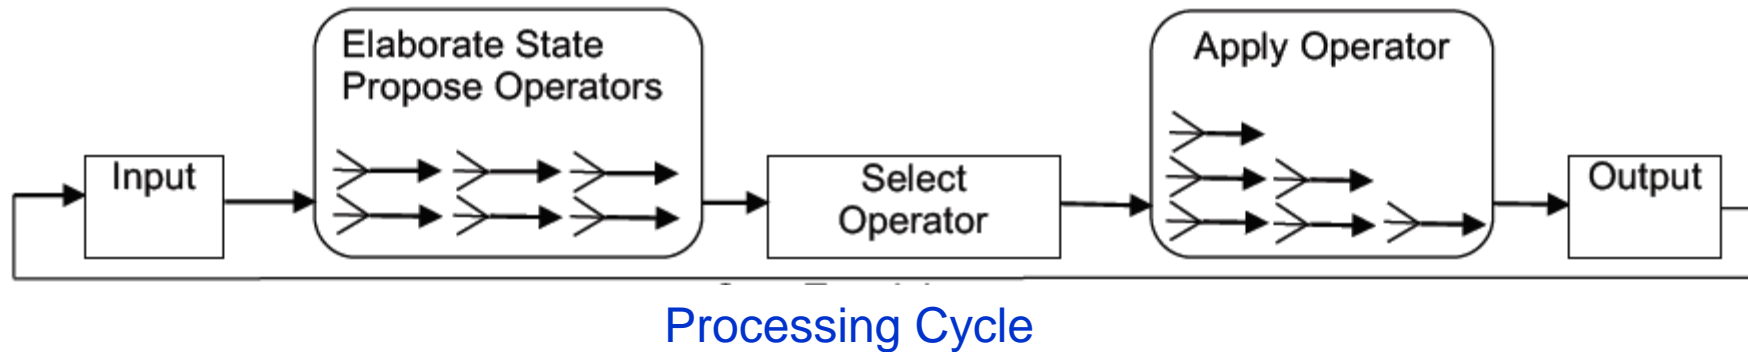 Elaborate State
Propose Operators
Apply Operator
Input
Select
Operator
Output
Processing Cycle